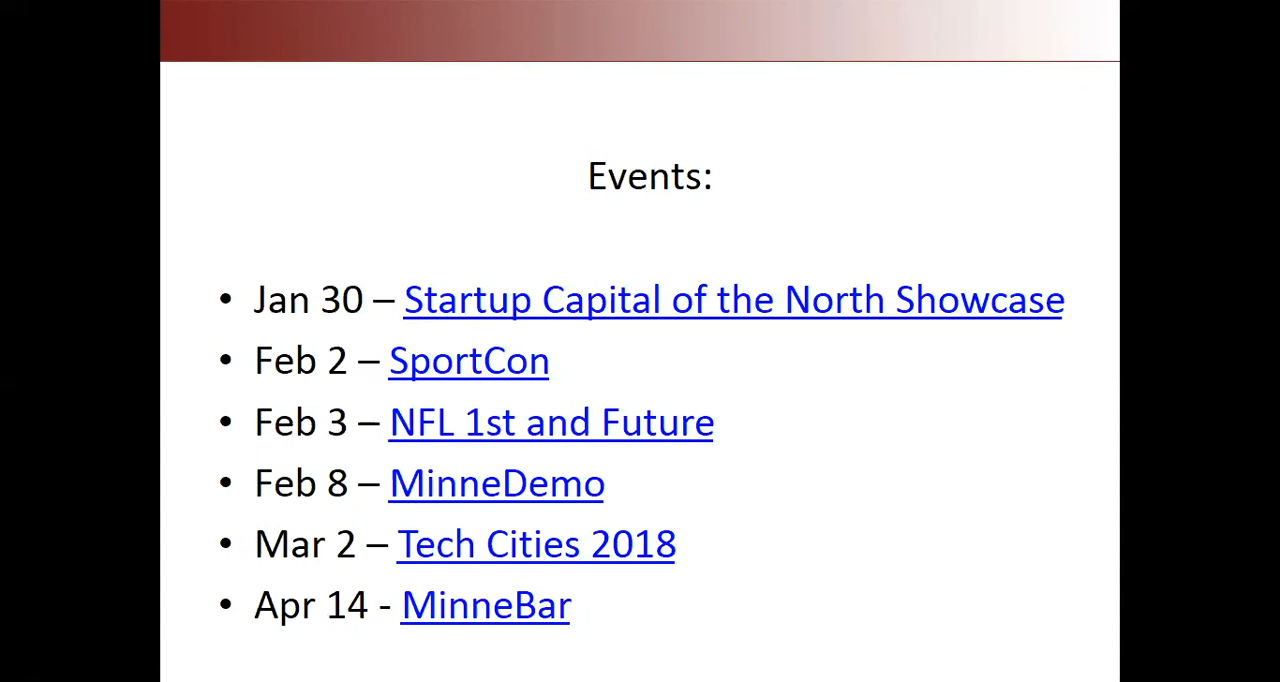 Events:
• Jan 30 – Startup Capital of the North Showcase
• Feb 2 – SportCon
• Feb 3 – NFL 1st and Future
• Feb 8 – MinneDemo
• Mar 2 – Tech Cities 2018
• Apr 14 - MinneBar